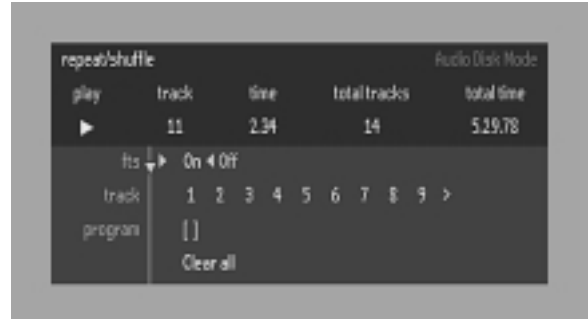 repeat/shuffle Audio Disk Mode
play track time total tracks total time
11 2.34 14 5.29.78
fts On Off
track 1 2 3 4 5 6 7 8 9 >
program [ ]
Clear all